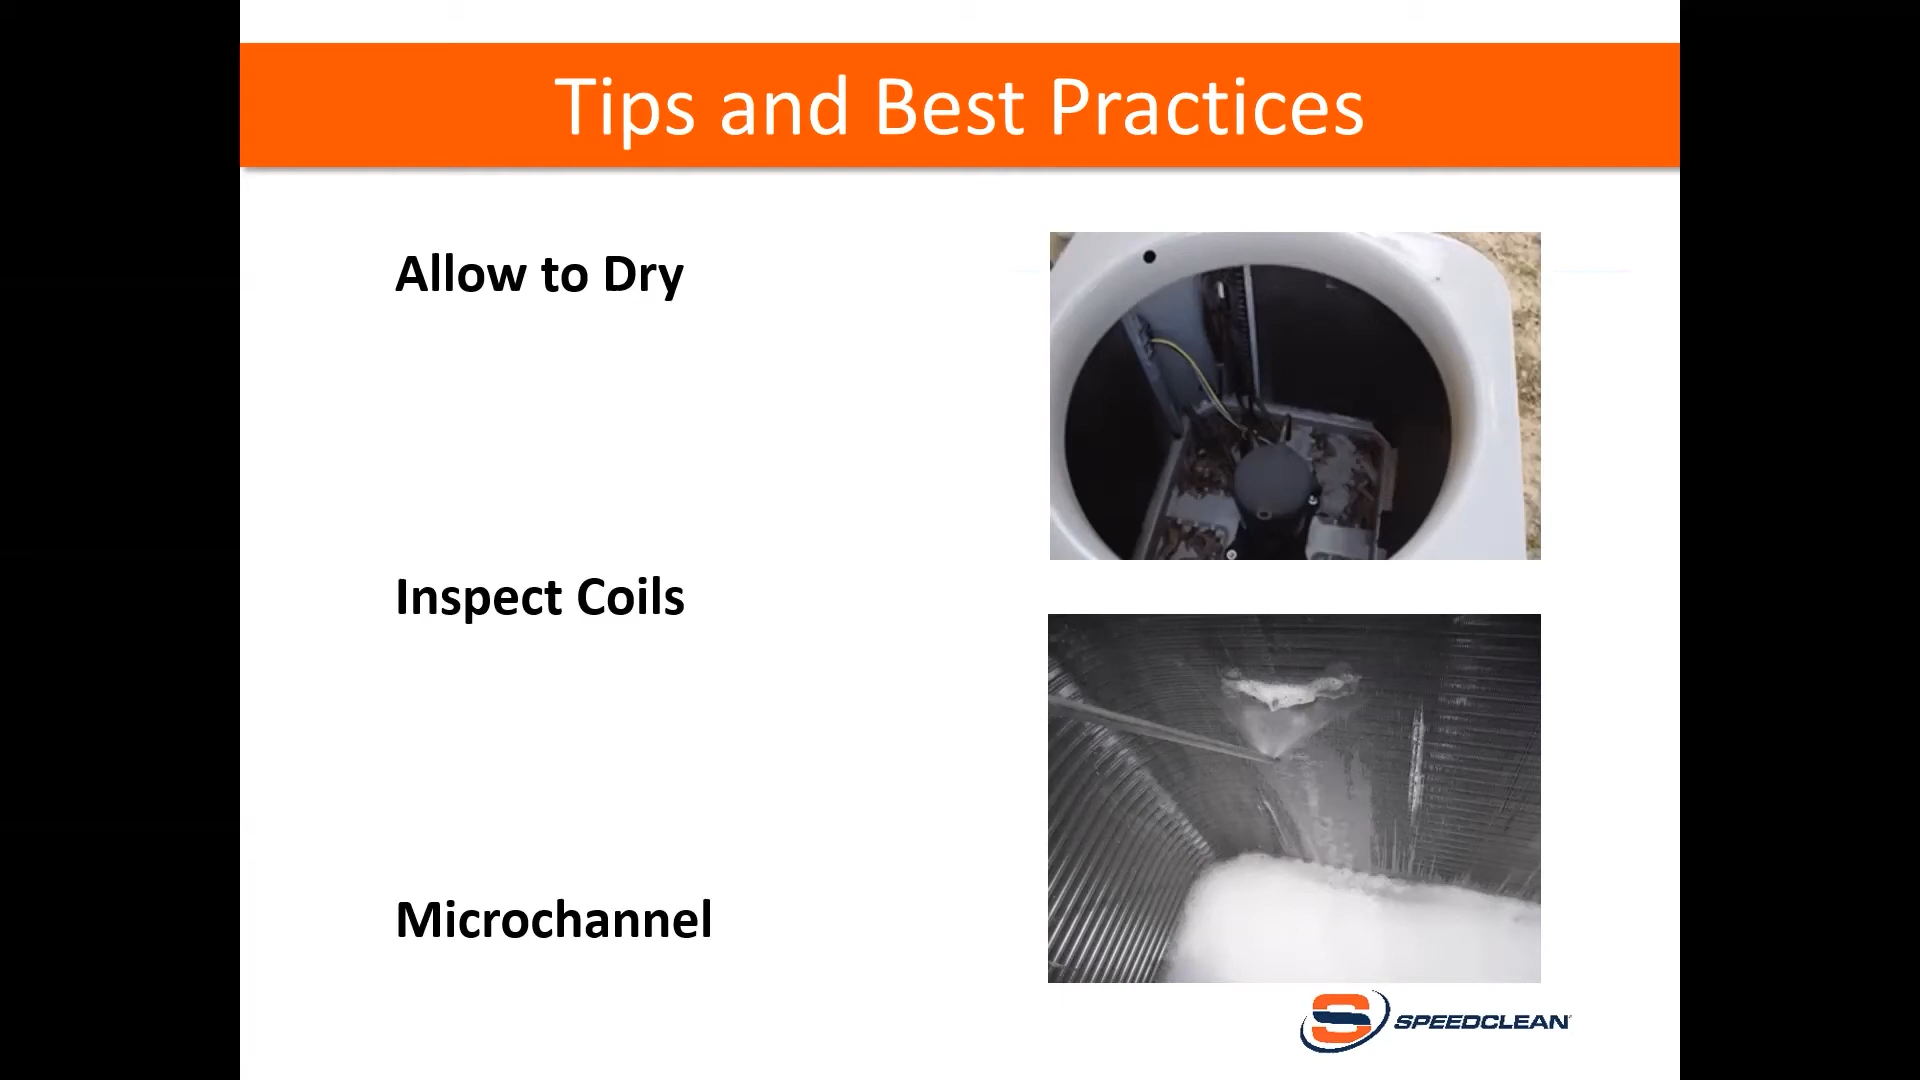 Tips and Best Practices
Allow to Dry
Inspect Coils
Microchannel
SPEEDCLEAN